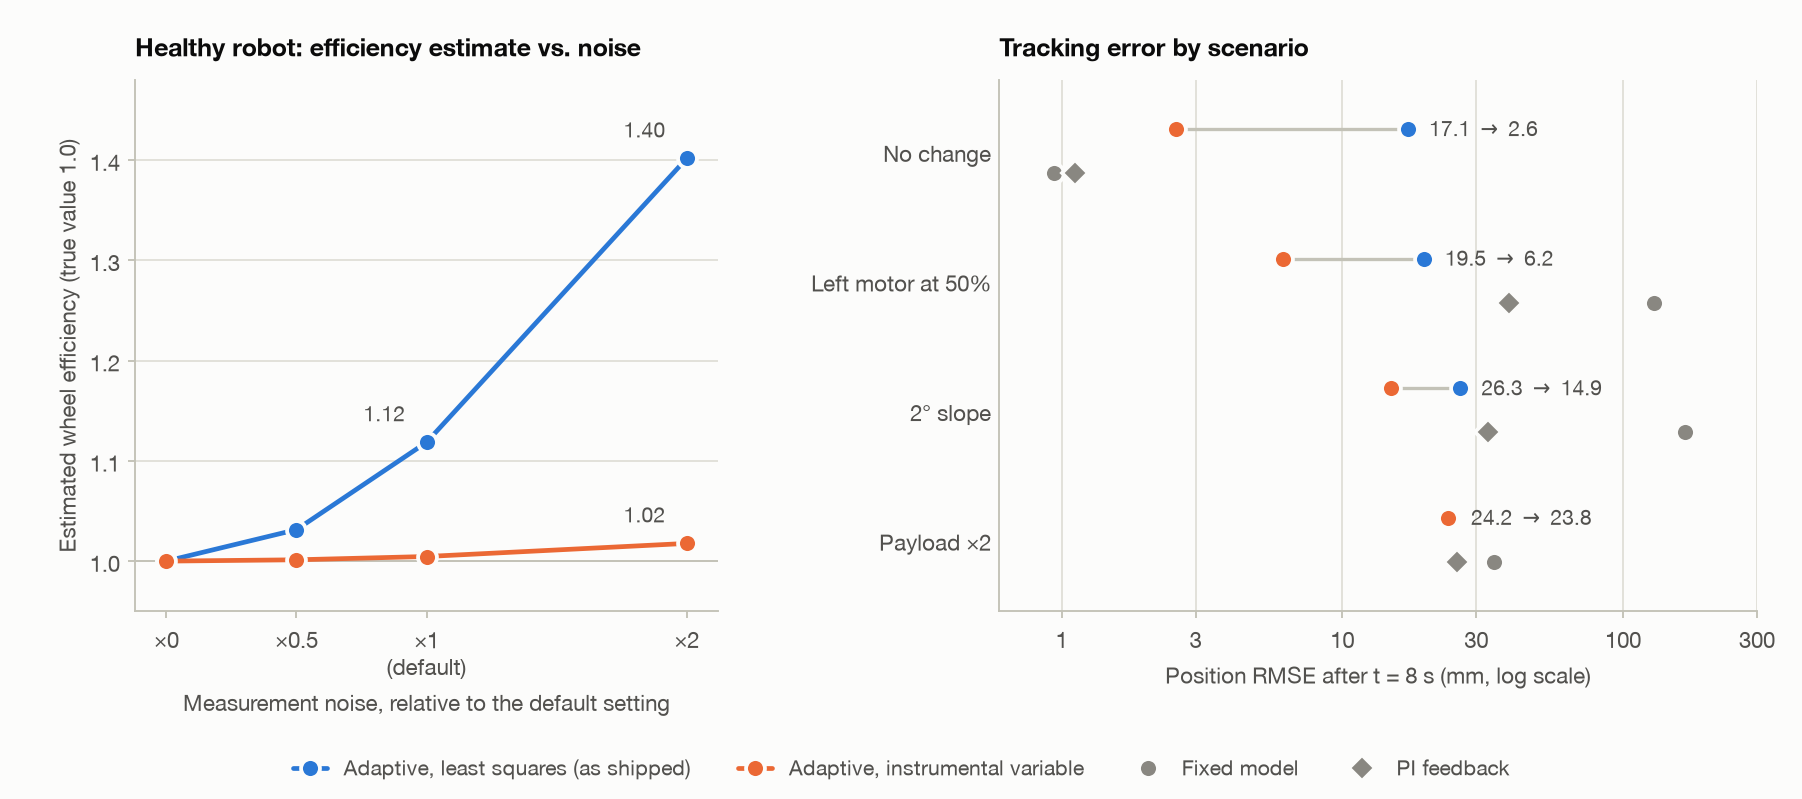 Healthy robot: efficiency estimate vs. noise
Estimated wheel efficiency (true value 1.0)
1.4
1.3
1.2
1.1
1.0
1.40
1.12
1.02
×0
×0.5
×1
(default)
×2
Measurement noise, relative to the default setting
Tracking error by scenario
No change
17.1 → 2.6
Left motor at 50%
19.5 → 6.2
2° slope
26.3 → 14.9
Payload ×2
24.2 → 23.8
1
3
10
30
100
300
Position RMSE after t = 8 s (mm, log scale)
Adaptive, least squares (as shipped)
Adaptive, instrumental variable
Fixed model
PI feedback